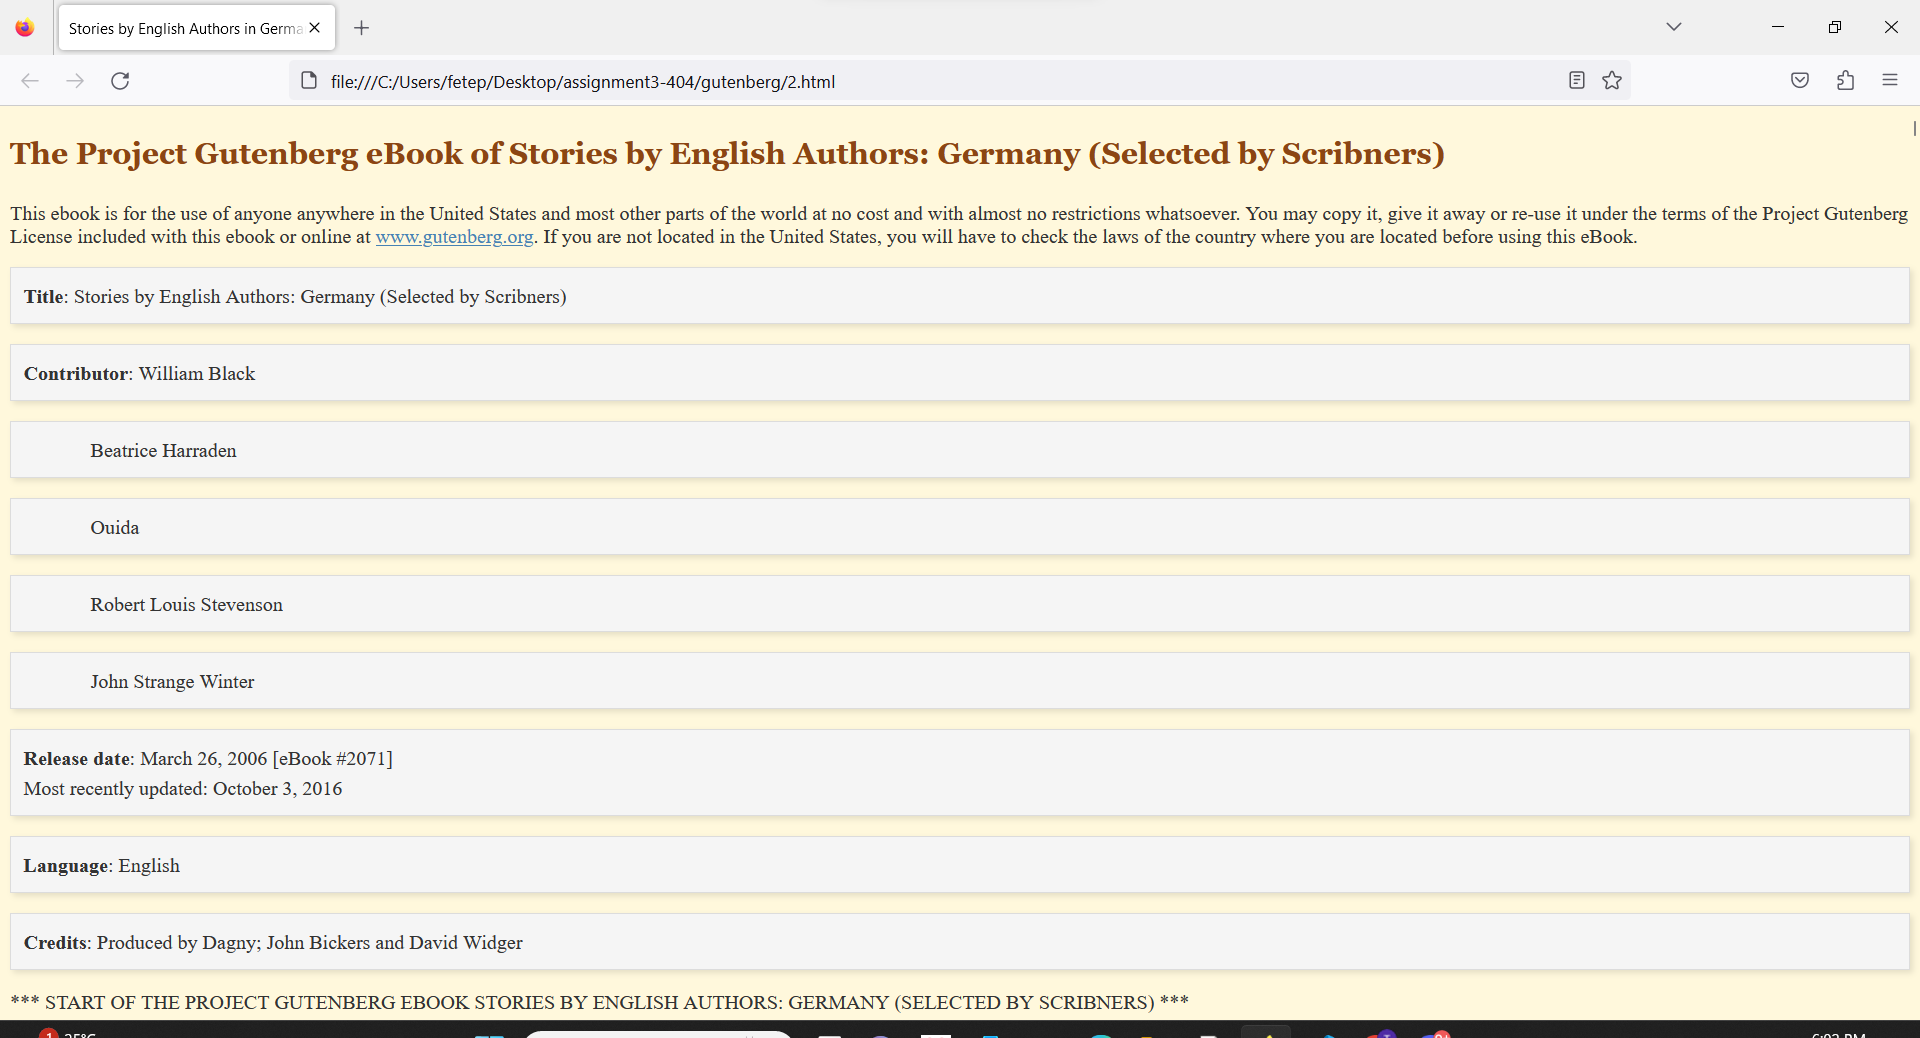 Stories by English Authors in Germa
file:///C:/Users/fetep/Desktop/assignment3-404/gutenberg/2.html
The Project Gutenberg eBook of Stories by English Authors: Germany (Selected by Scribners)
This ebook is for the use of anyone anywhere in the United States and most other parts of the world at no cost and with almost no restrictions whatsoever. You may copy it, give it away or re-use it under the terms of the Project Gutenberg
License included with this ebook or online at www.gutenberg.org. If you are not located in the United States, you will have to check the laws of the country where you are located before using this eBook.
Title: Stories by English Authors: Germany (Selected by Scribners)
Contributor: William Black
Beatrice Harraden
Ouida
Robert Louis Stevenson
John Strange Winter
Release date: March 26, 2006 [eBook #2071]
Most recently updated: October 3, 2016
Language: English
Credits: Produced by Dagny; John Bickers and David Widger
*** START OF THE PROJECT GUTENBERG EBOOK STORIES BY ENGLISH AUTHORS: GERMANY (SELECTED BY SCRIBNERS) ***